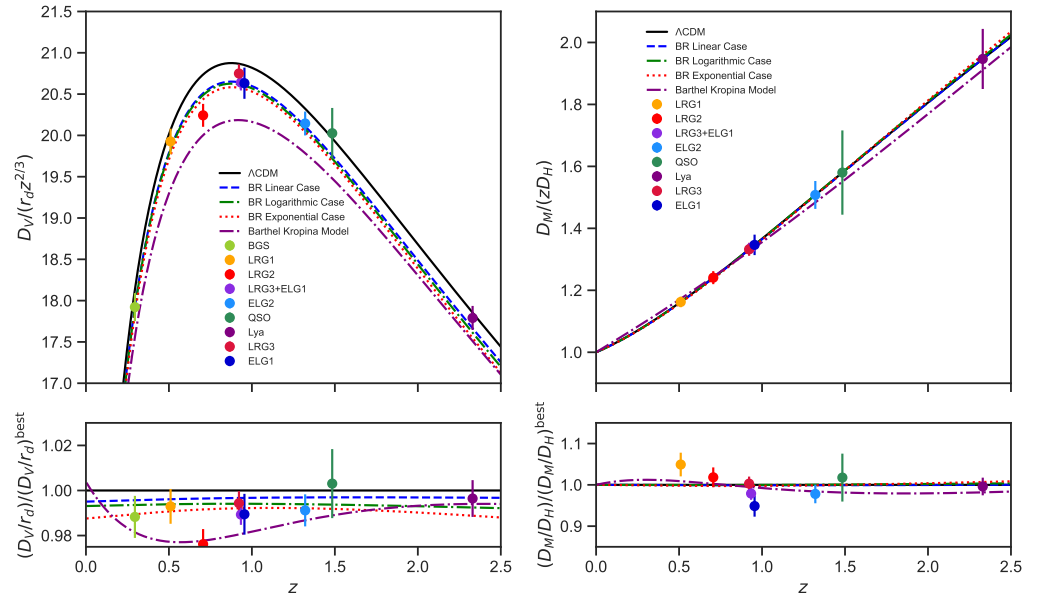 21.5
21.0
20.5
20.0
19.5
19.0
18.5
18.0
17.5
17.0
D_V/(r_d z^{2/3})
ΛCDM
BR Linear Case
BR Logarithmic Case
BR Exponential Case
Barthel Kropina Model
BGS
LRG1
LRG2
LRG3+ELG1
ELG2
QSO
Lya
LRG3
ELG1
2.0
1.8
1.6
1.4
1.2
1.0
D_M/(zD_H)
ΛCDM
BR Linear Case
BR Logarithmic Case
BR Exponential Case
Barthel Kropina Model
LRG1
LRG2
LRG3+ELG1
ELG2
QSO
Lya
LRG3
ELG1
1.02
1.00
0.98
(D_V/r_d)/(D_V/r_d)^{best}
0.0 0.5 1.0 1.5 2.0 2.5
z
1.1
1.0
0.9
(D_M/D_H)/(D_M/D_H)^{best}
0.0 0.5 1.0 1.5 2.0 2.5
z